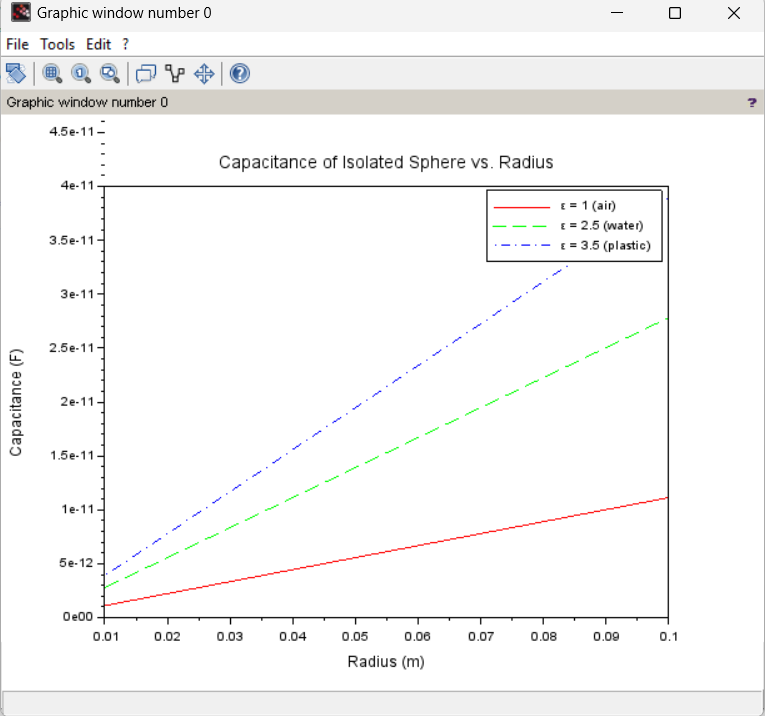 Graphic window number 0
File Tools Edit ?
Graphic window number 0 ?
Capacitance of Isolated Sphere vs. Radius
4.5e-11
4e-11
3.5e-11
3e-11
2.5e-11
2e-11
1.5e-11
1e-11
5e-12
0e00
Capacitance (F)
ε = 1 (air)
ε = 2.5 (water)
ε = 3.5 (plastic)
0.01 0.02 0.03 0.04 0.05 0.06 0.07 0.08 0.09 0.1
Radius (m)